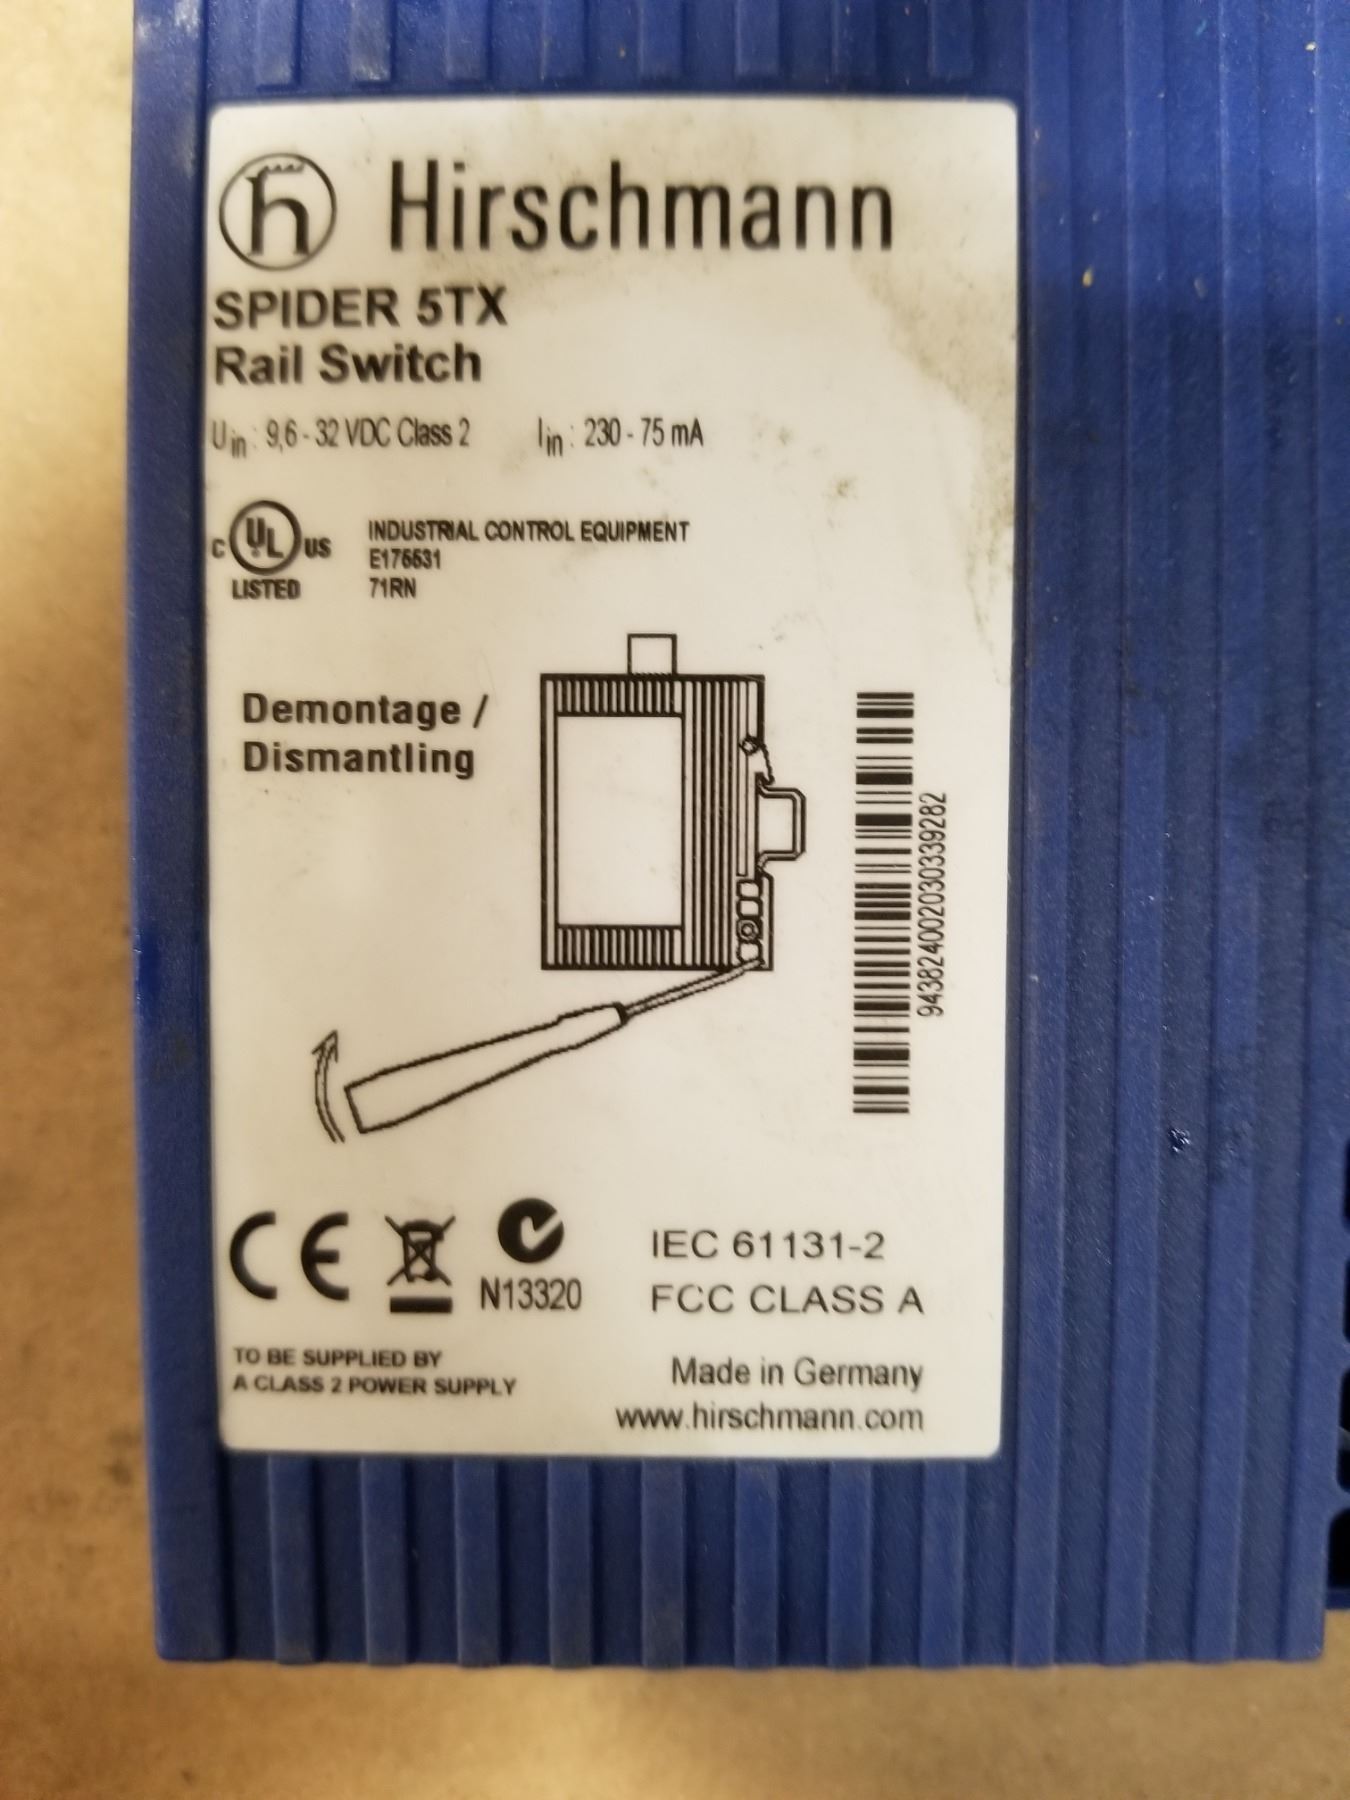 Hirschmann
SPIDER 5TX
Rail Switch
Uin : 9,6 - 32 VDC Class 2 Iin : 230 - 75 mA
C UL US
LISTED
INDUSTRIAL CONTROL EQUIPMENT
E175531
71RN
Demontage /
Dismantling
943824002030339282
CE
N13320
IEC 61131-2
FCC CLASS A
TO BE SUPPLIED BY
A CLASS 2 POWER SUPPLY
Made in Germany
www.hirschmann.com